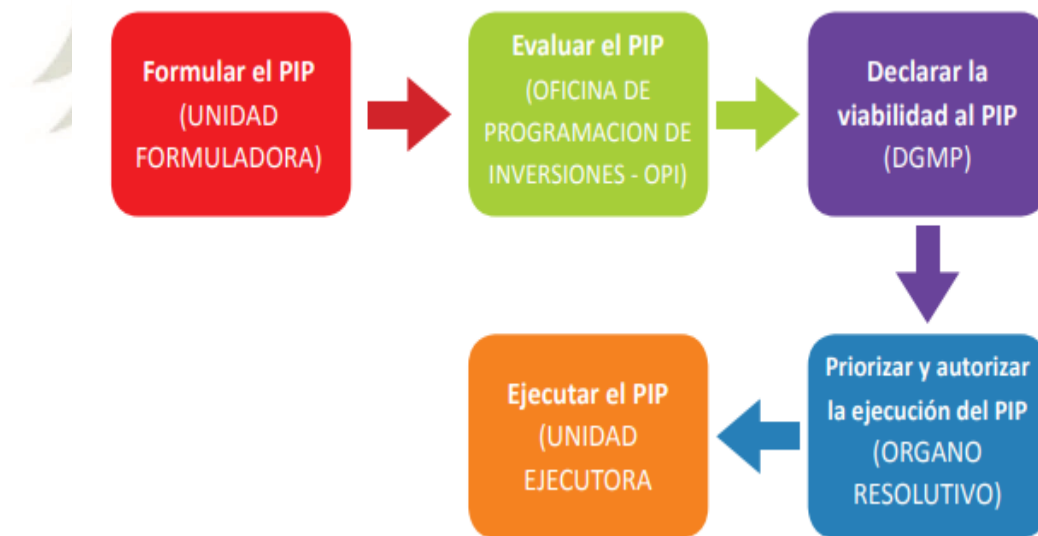 Formular el PIP
(UNIDAD
FORMULADORA)
Evaluar el PIP
(OFICINA DE
PROGRAMACION DE
INVERSIONES - OPI)
Declarar la
viabilidad al PIP
(DGMP)
Priorizar y autorizar
la ejecución del PIP
(ORGANO
RESOLUTIVO)
Ejecutar el PIP
(UNIDAD
EJECUTORA